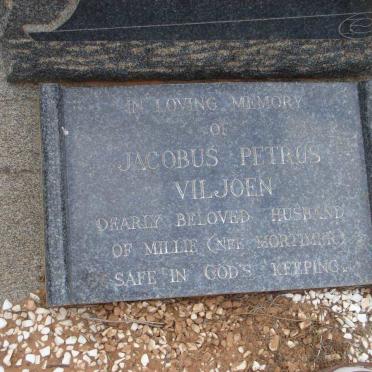 IN LOVING MEMORY
OF
JACOBUS PETRUS
VILJOEN
DEARLY BELOVED HUSBAND
OF MILLIE (NEE MORTIMER)
SAFE IN GOD'S KEEPING.